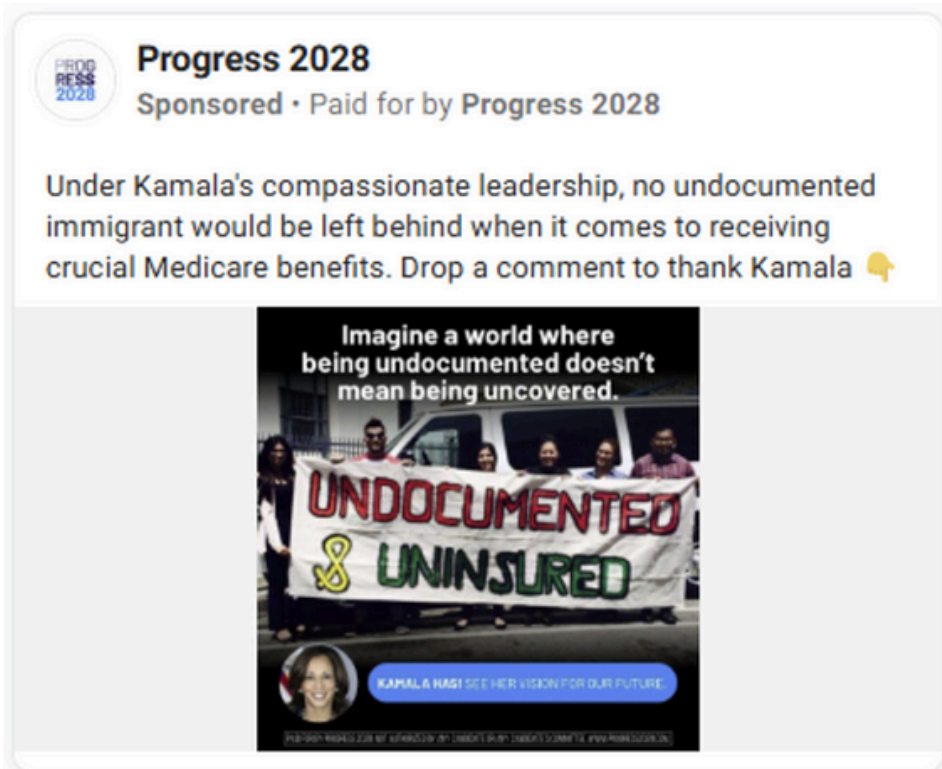 PROG
RESS
2028
Progress 2028
Sponsored • Paid for by Progress 2028
Under Kamala's compassionate leadership, no undocumented
immigrant would be left behind when it comes to receiving
crucial Medicare benefits. Drop a comment to thank Kamala 👇
Imagine a world where
being undocumented doesn't
mean being uncovered.
UNDOCUMENTED
& UNINSURED
KAMALA HAS! SEE HER VISION FOR OUR FUTURE.